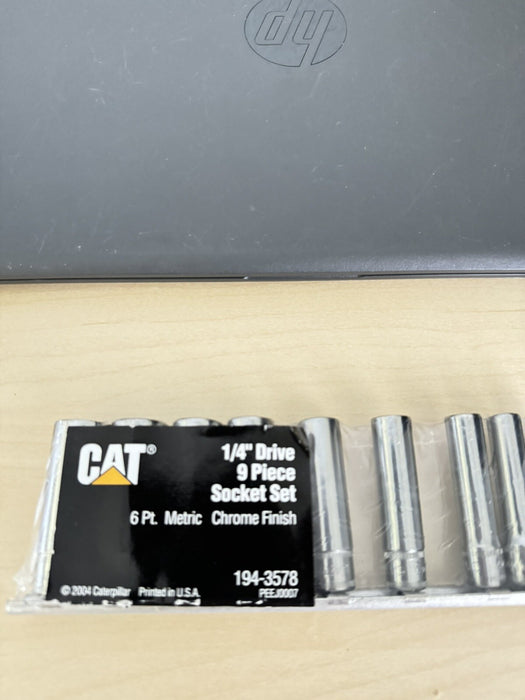 hp
CAT®
1/4" Drive
9 Piece
Socket Set
6 Pt. Metric Chrome Finish
194-3578
© 2004 Caterpillar Printed in U.S.A.
PEEJ0007